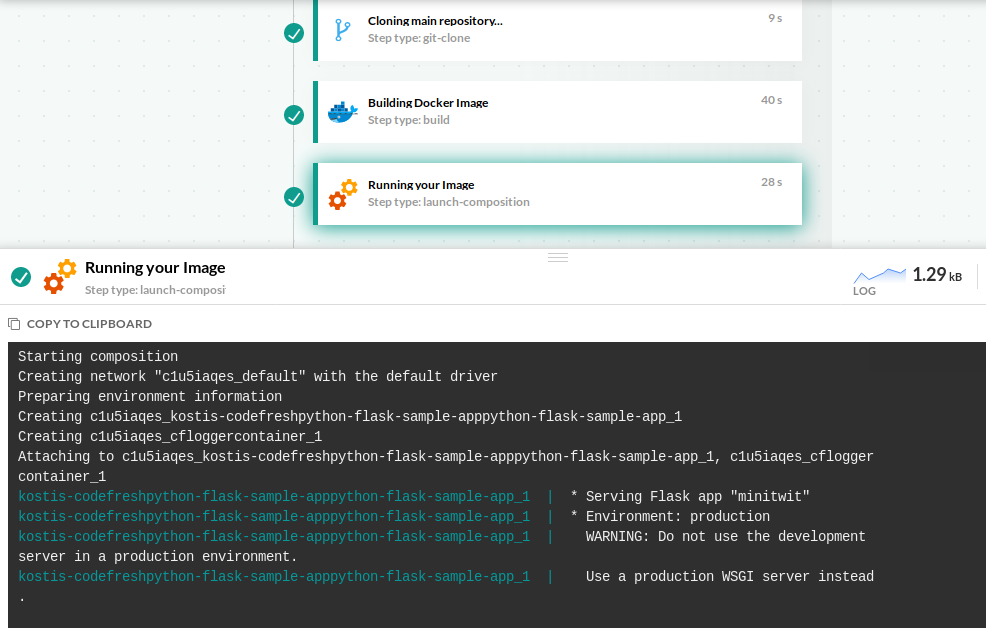 Cloning main repository...
9 s
Step type: git-clone
Building Docker Image
40 s
Step type: build
Running your Image
28 s
Step type: launch-composition
Running your Image
Step type: launch-composi
1.29 kB
LOG
COPY TO CLIPBOARD
Starting composition
Creating network "c1u5iaqes_default" with the default driver
Preparing environment information
Creating c1u5iaqes_kostis-codefreshpython-flask-sample-apppython-flask-sample-app_1
Creating c1u5iaqes_cfloggercontainer_1
Attaching to c1u5iaqes_kostis-codefreshpython-flask-sample-apppython-flask-sample-app_1, c1u5iaqes_cflogger
container_1
kostis-codefreshpython-flask-sample-apppython-flask-sample-app_1  |  * Serving Flask app "minitwit"
kostis-codefreshpython-flask-sample-apppython-flask-sample-app_1  |  * Environment: production
kostis-codefreshpython-flask-sample-apppython-flask-sample-app_1  |    WARNING: Do not use the development
server in a production environment.
kostis-codefreshpython-flask-sample-apppython-flask-sample-app_1  |    Use a production WSGI server instead
.